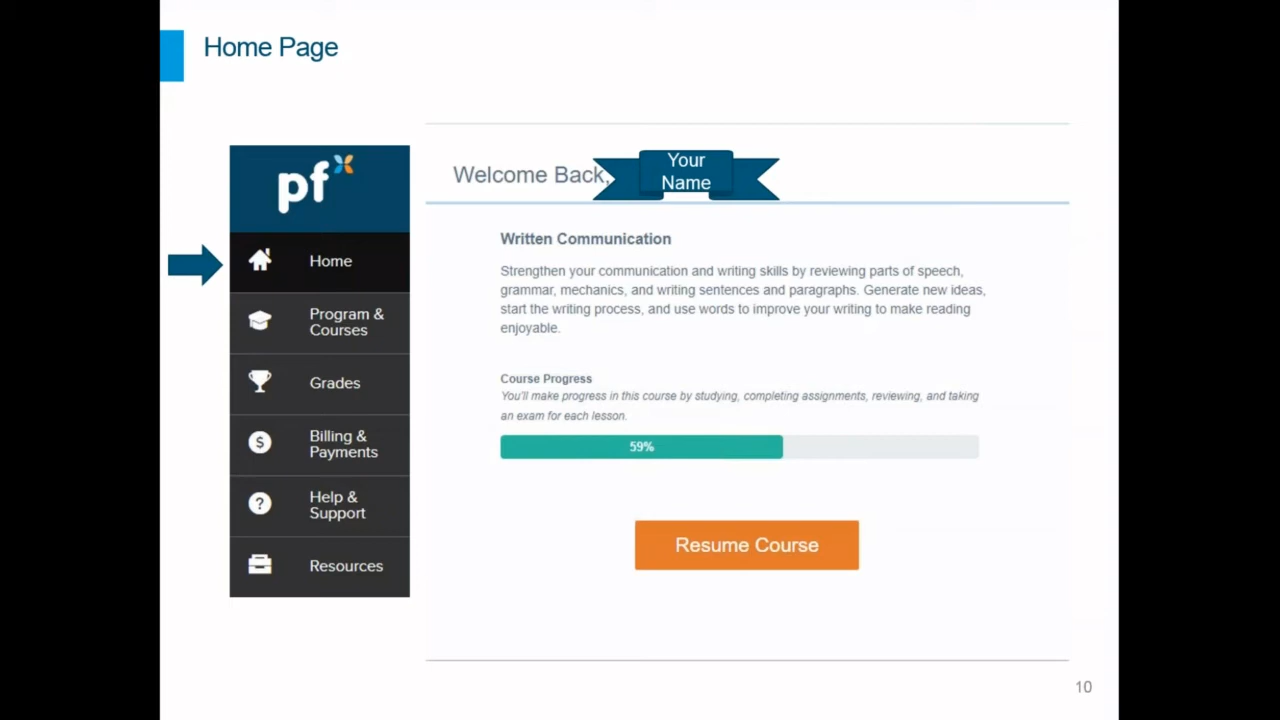 Home Page
pf
Home
Program &
Courses
Grades
Billing &
Payments
Help &
Support
Resources
Welcome Back,
Your
Name
Written Communication
Strengthen your communication and writing skills by reviewing parts of speech,
grammar, mechanics, and writing sentences and paragraphs. Generate new ideas,
start the writing process, and use words to improve your writing to make reading
enjoyable.
Course Progress
You'll make progress in this course by studying, completing assignments, reviewing, and taking
an exam for each lesson.
59%
Resume Course
10